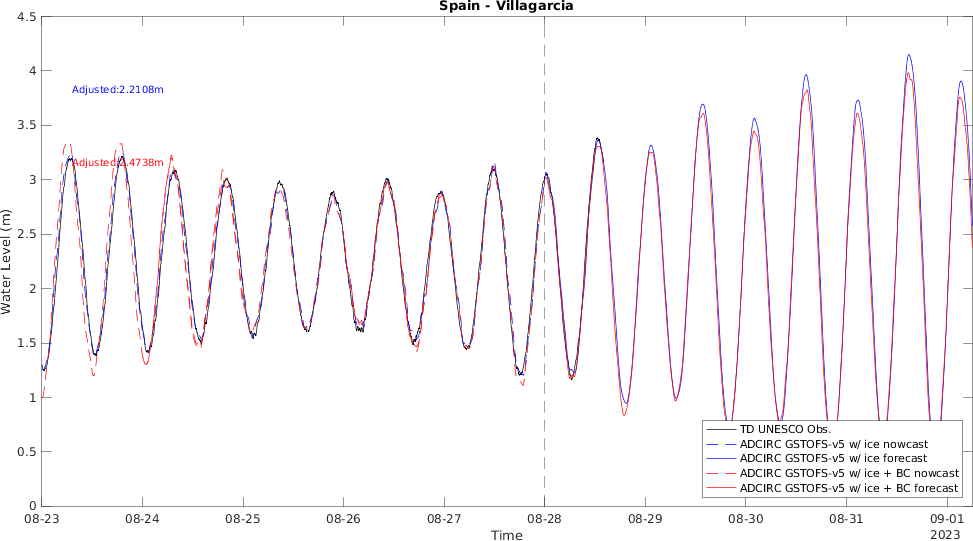 Spain - Villagarcia
4.5
4
3.5
3
2.5
2
1.5
1
0.5
0
Water Level (m)
Adjusted:2.2108m
Adjusted:2.4738m
TD UNESCO Obs.
ADCIRC GSTOFS-v5 w/ ice nowcast
ADCIRC GSTOFS-v5 w/ ice forecast
ADCIRC GSTOFS-v5 w/ ice + BC nowcast
ADCIRC GSTOFS-v5 w/ ice + BC forecast
08-23 08-24 08-25 08-26 08-27 08-28 08-29 08-30 08-31 09-01
2023
Time